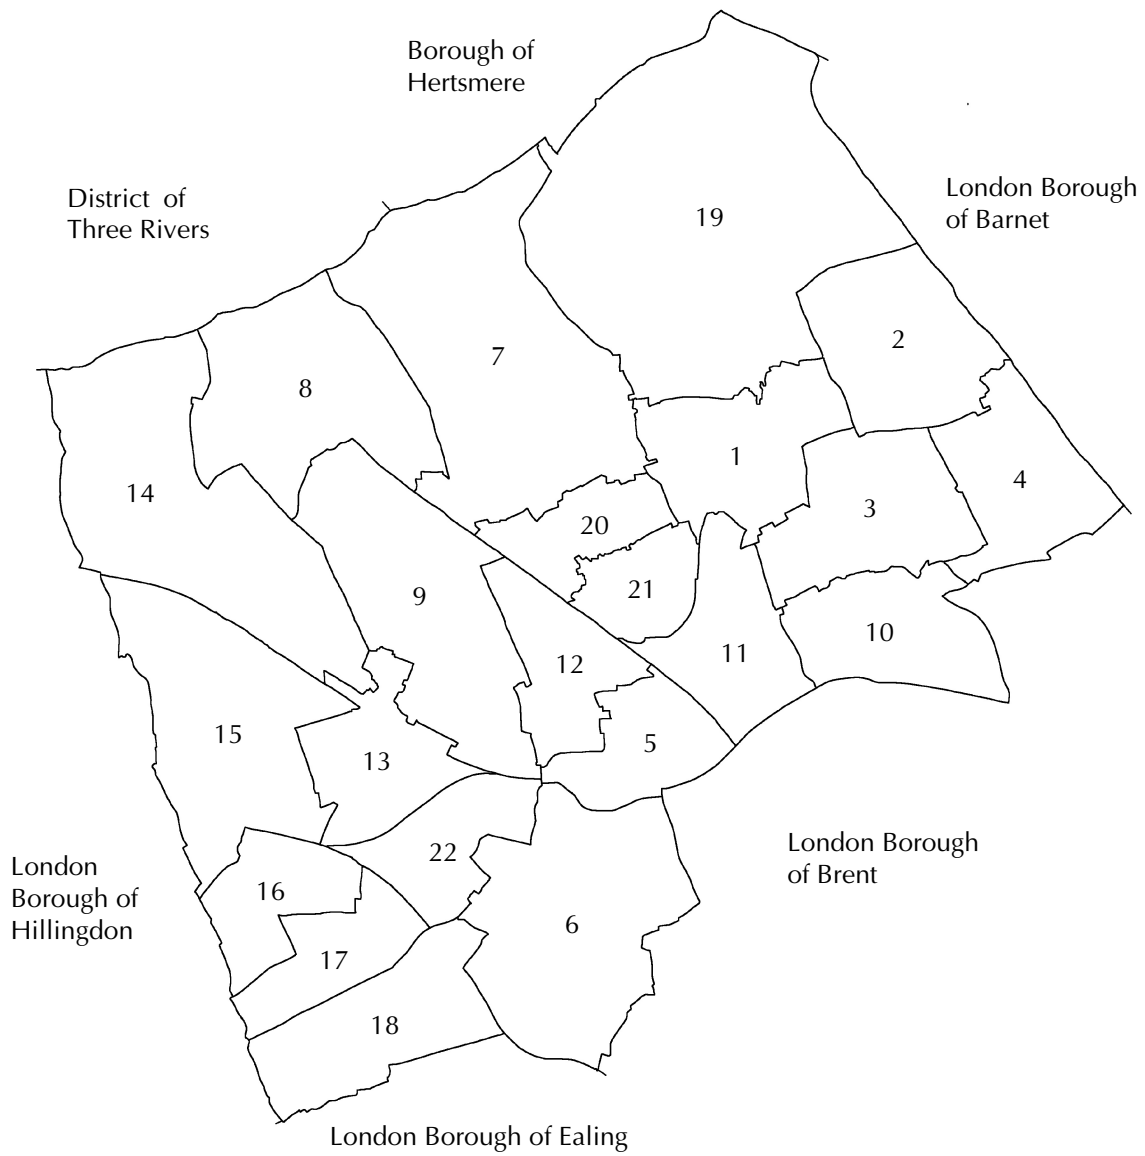 Borough of
Hertsmere
District of
Three Rivers
London Borough
of Barnet
19
2
7
8
1
4
14
3
20
21
9
10
11
12
15
5
13
London Borough
of Brent
22
London
Borough of
Hillingdon
16
6
17
18
London Borough of Ealing